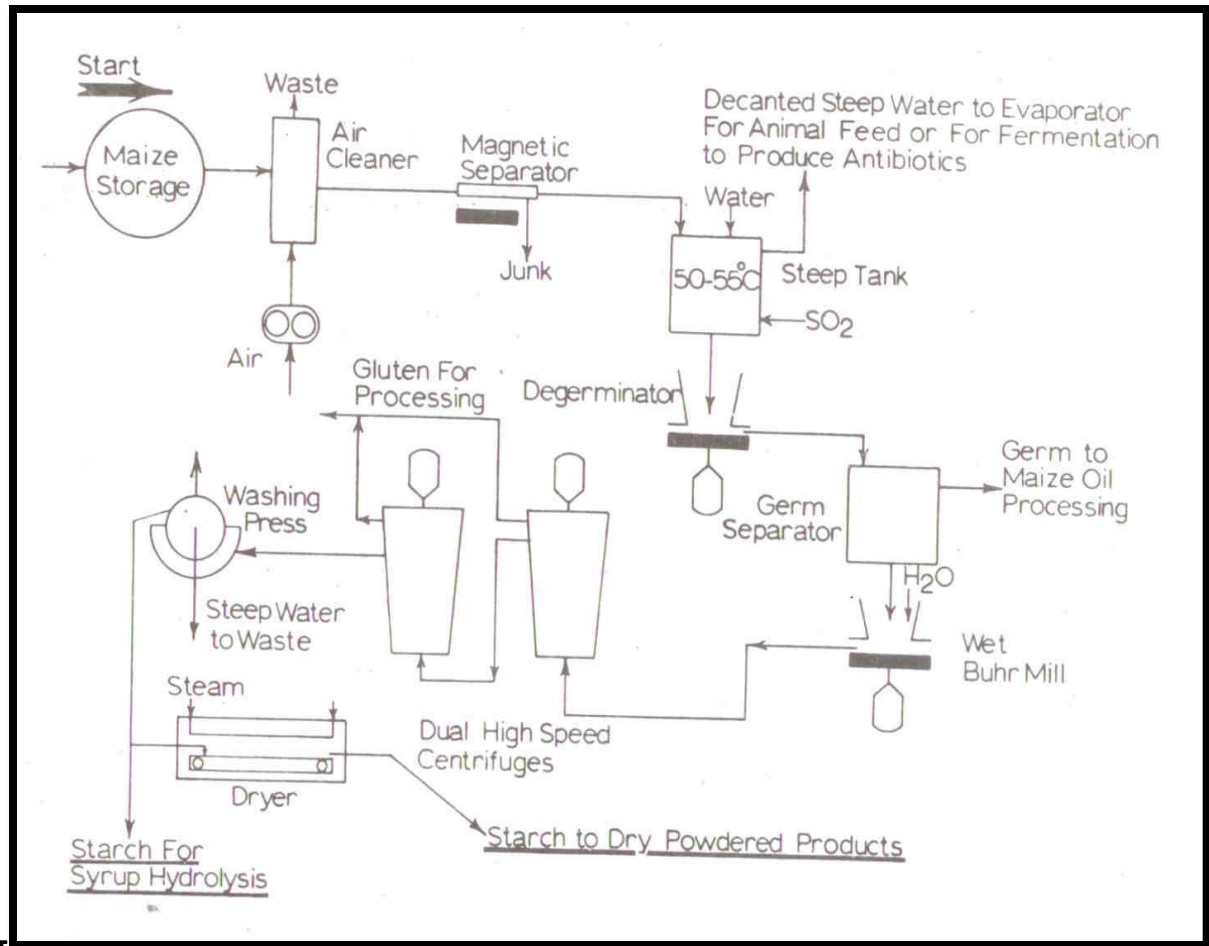 Start
Waste
Maize
Storage
Air
Cleaner
Magnetic
Separator
Junk
Air
Decanted Steep Water to Evaporator
For Animal Feed or For Fermentation
to Produce Antibiotics
Water
50-55°C
Steep Tank
SO2
Gluten For
Processing
Degerminator
Germ to
Maize Oil
Processing
Germ
Separator
H2O
Wet
Buhr Mill
Washing
Press
Steep Water
to Waste
Steam
Dual High Speed
Centrifuges
Dryer
Starch For
Syrup Hydrolysis
Starch to Dry Powdered Products